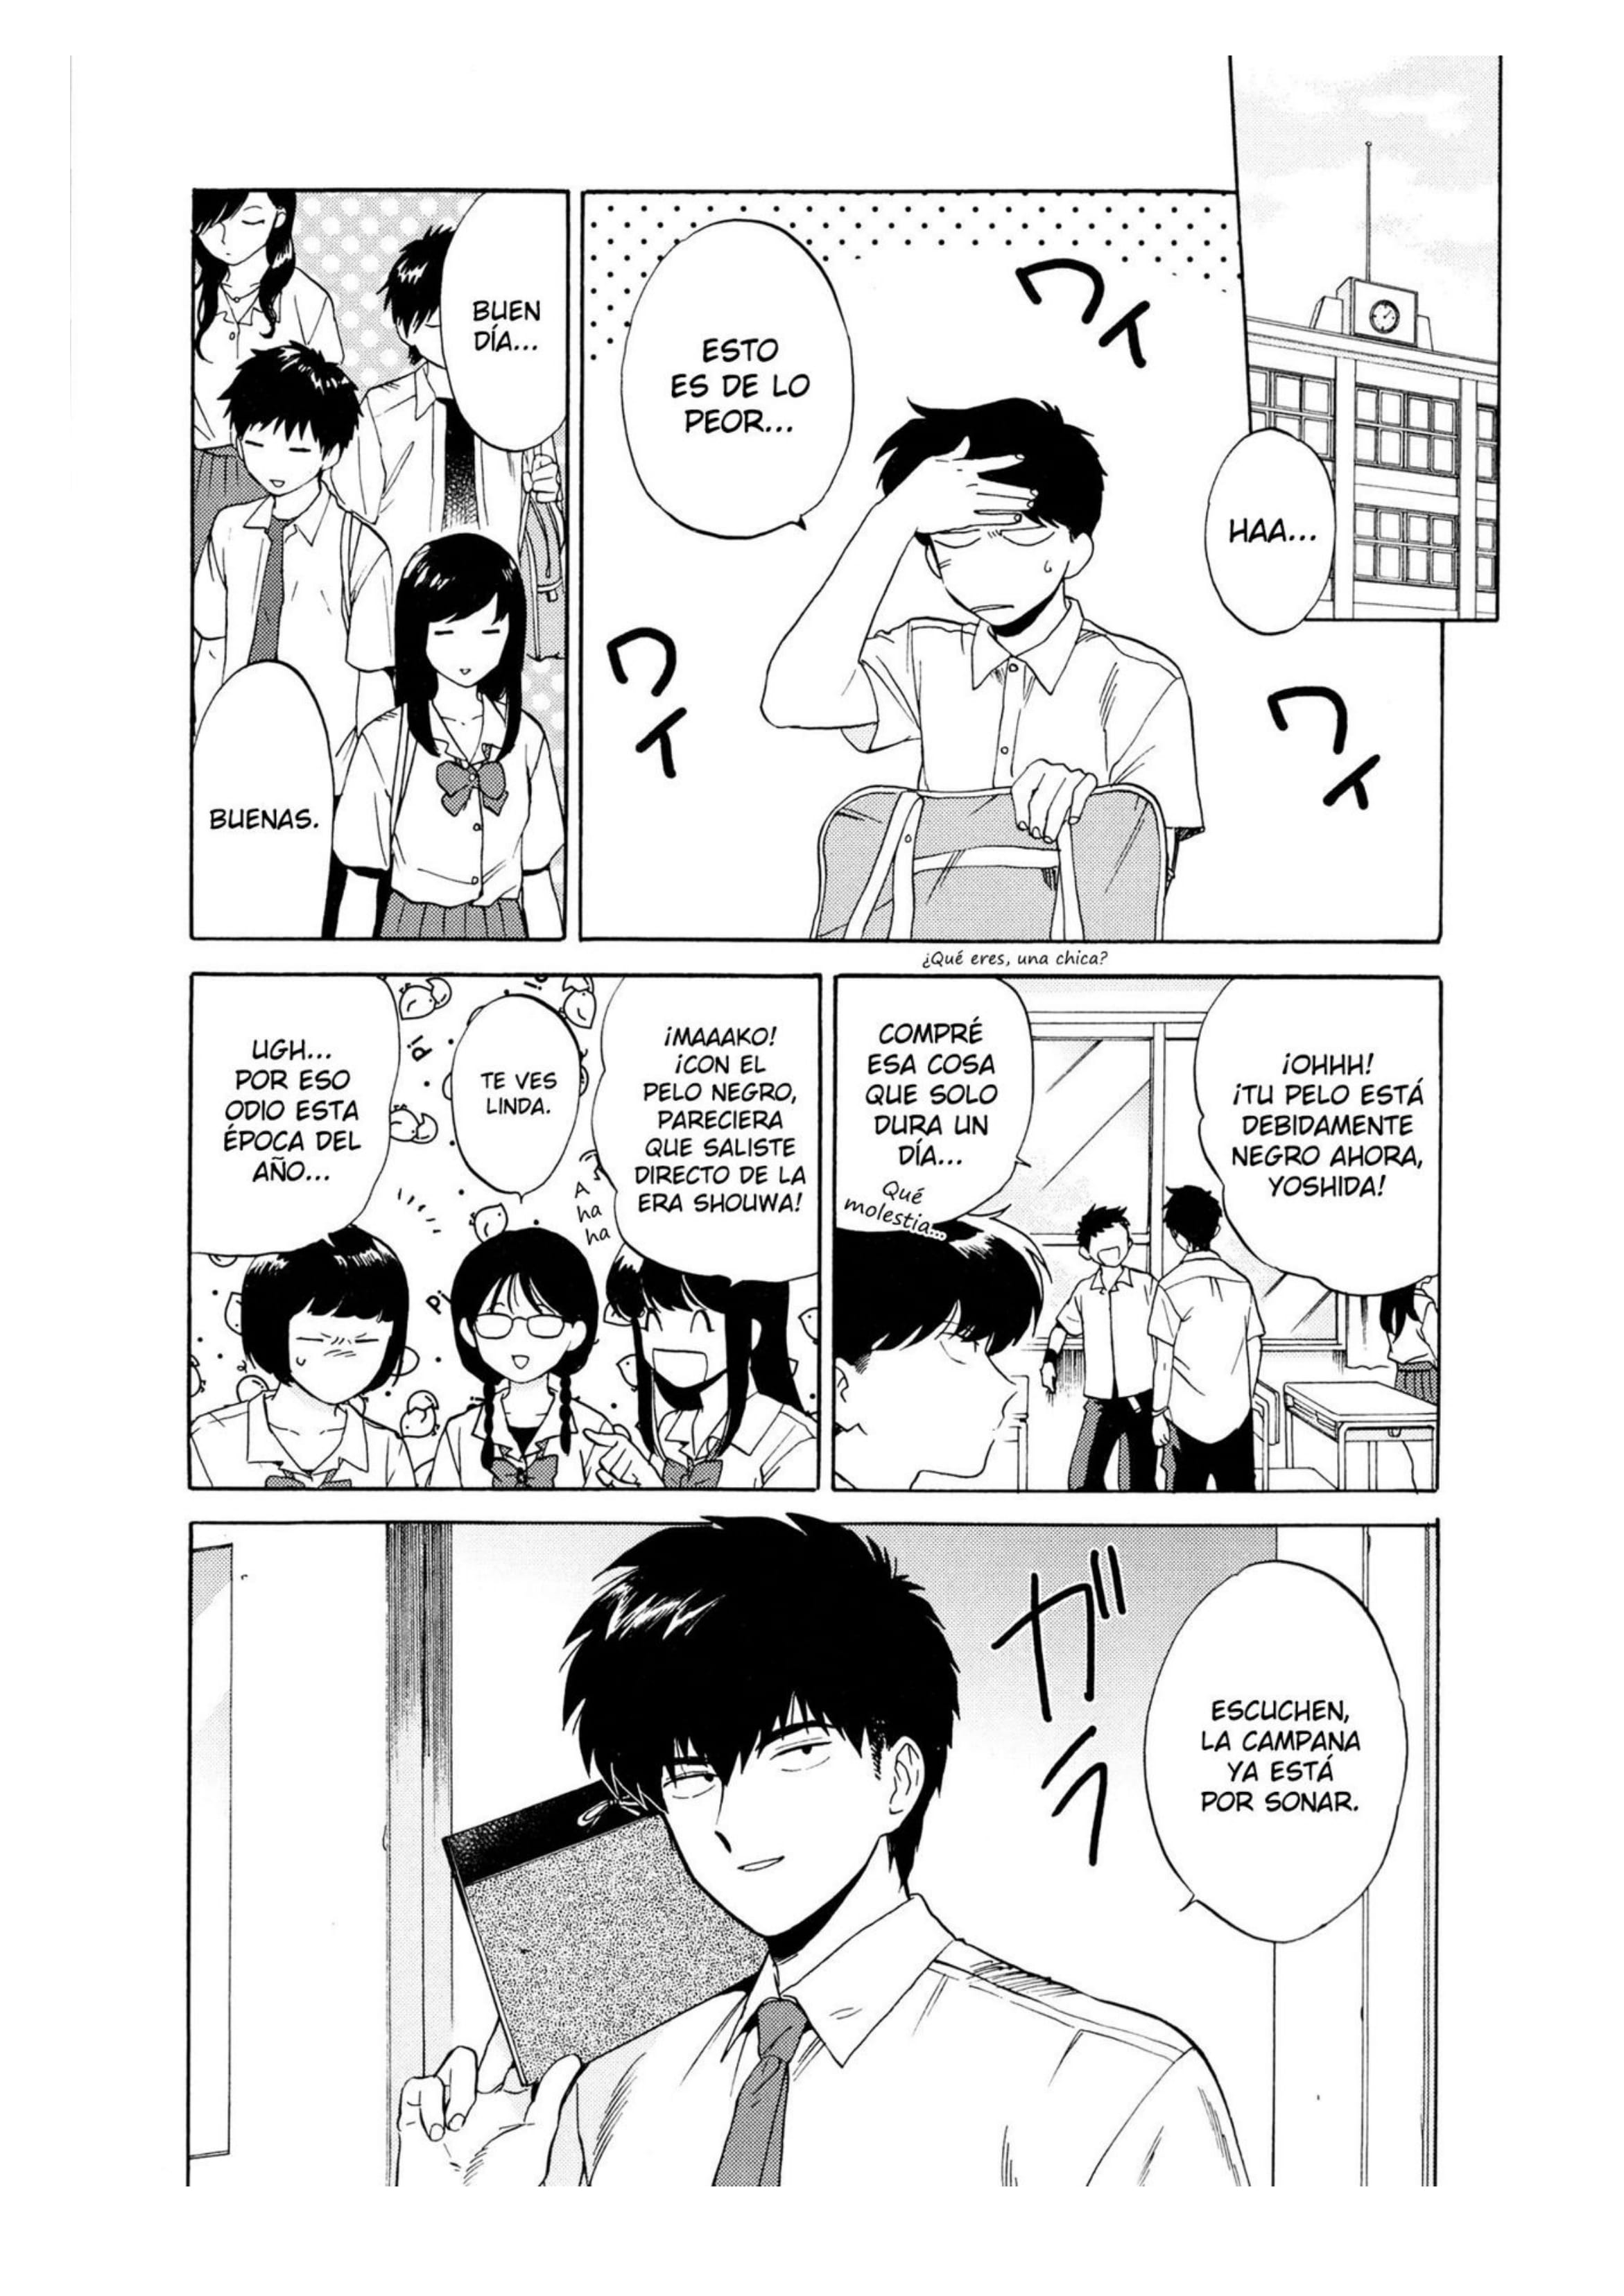 HAA...
ESTO
ES DE LO
PEOR...
ワイ
ワイ
ワイ
BUEN
DÍA...
BUENAS.
¡OHHH!
¡TU PELO ESTÁ
DEBIDAMENTE
NEGRO AHORA,
YOSHIDA!
¿Qué eres, una chica?
COMPRÉ
ESA COSA
QUE SOLO
DURA UN
DÍA...
Qué
molestia...
¡MAAAKO!
¡CON EL
PELO NEGRO,
PARECIERA
QUE SALISTE
DIRECTO DE LA
ERA SHOUWA!
A
ha
ha
TE VES
LINDA.
Pi
Pi
UGH...
POR ESO
ODIO ESTA
ÉPOCA DEL
AÑO...
ガラ
ESCUCHEN,
LA CAMPANA
YA ESTÁ
POR SONAR.